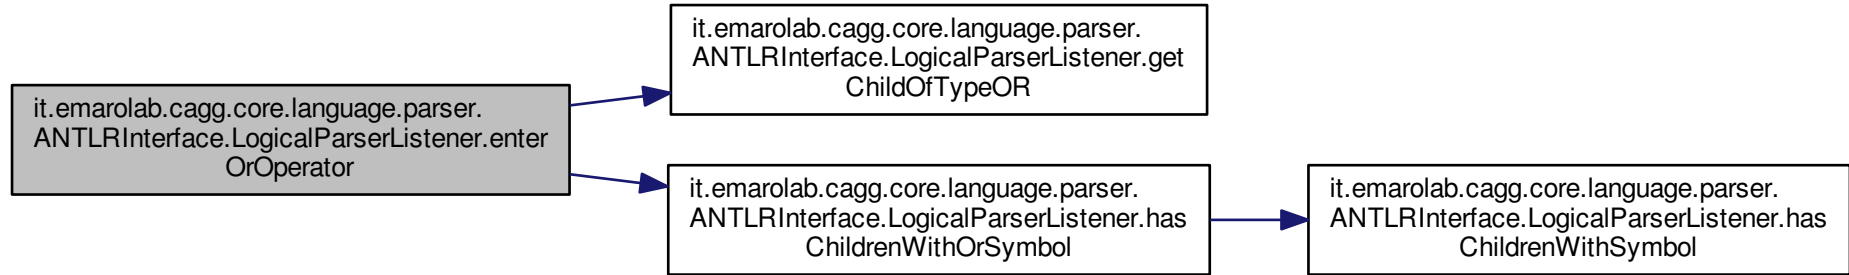 it.emarolab.cagg.core.language.parser.
ANTLRInterface.LogicalParserListener.enter
OrOperator
it.emarolab.cagg.core.language.parser.
ANTLRInterface.LogicalParserListener.get
ChildOfTypeOR
it.emarolab.cagg.core.language.parser.
ANTLRInterface.LogicalParserListener.has
ChildrenWithOrSymbol
it.emarolab.cagg.core.language.parser.
ANTLRInterface.LogicalParserListener.has
ChildrenWithSymbol